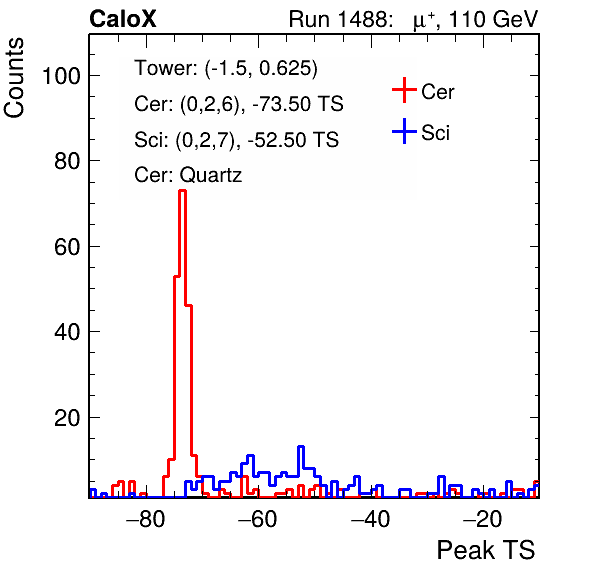 CaloX Run 1488: μ⁺, 110 GeV
Counts
Tower: (-1.5, 0.625)
Cer: (0,2,6), -73.50 TS
Sci: (0,2,7), -52.50 TS
Cer: Quartz
Cer
Sci
100
80
60
40
20
−80 −60 −40 −20
Peak TS